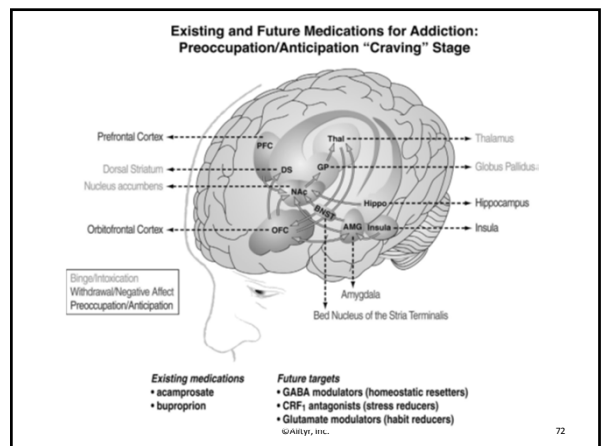 Existing and Future Medications for Addiction:
Preoccupation/Anticipation “Craving” Stage
Prefrontal Cortex
PFC
Thal
Thalamus
Dorsal Striatum
DS
GP
Globus Pallidus
Nucleus accumbens
NAc
Hippo
Hippocampus
BNST
Orbitofrontal Cortex
OFC
AMG
Insula
Insula
Binge/Intoxication
Withdrawal/Negative Affect
Preoccupation/Anticipation
Amygdala
Bed Nucleus of the Stria Terminalis
Existing medications
• acamprosate
• buproprion
Future targets
• GABA modulators (homeostatic resetters)
• CRF1 antagonists (stress reducers)
• Glutamate modulators (habit reducers)
©Alltyr, Inc.
72